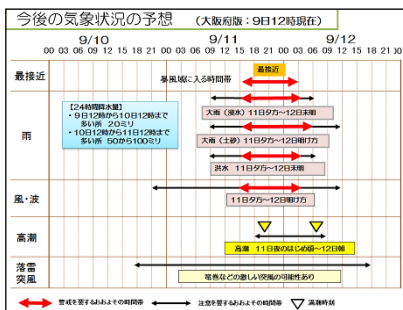 今後の気象状況の予想 (大阪府版:9日12時現在)
9/10 9/11 9/12
00 03 06 09 12 15 18 21 00 03 06 09 12 15 18 21 00 03 06 09 12 15 18 21 00
最接近
最接近
暴風域に入る時間帯
雨
【24時間降水量】
・9日12時から10日12時まで
多い所 20ミリ
・10日12時から11日12時まで
多い所 50から100ミリ
大雨(浸水)11日夕方~12日未明
大雨(土砂)11日夕方~12日明け方
洪水 11日夕方~12日未明
風・波
11日夕方~12日明け方
高潮
高潮 11日夜のはじめ頃~12日朝
落雷
突風
竜巻などの激しい突風の可能性あり
警戒を要するおおよその時間帯 注意を要するおおよその時間帯 満潮時刻